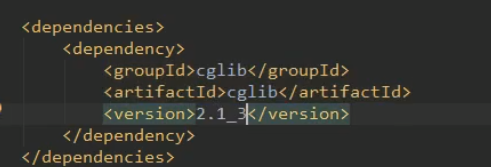 <dependencies>
<dependency>
<groupId>cglib</groupId>
<artifactId>cglib</artifactId>
<version>2.1_3</version>
</dependency>
</dependencies>